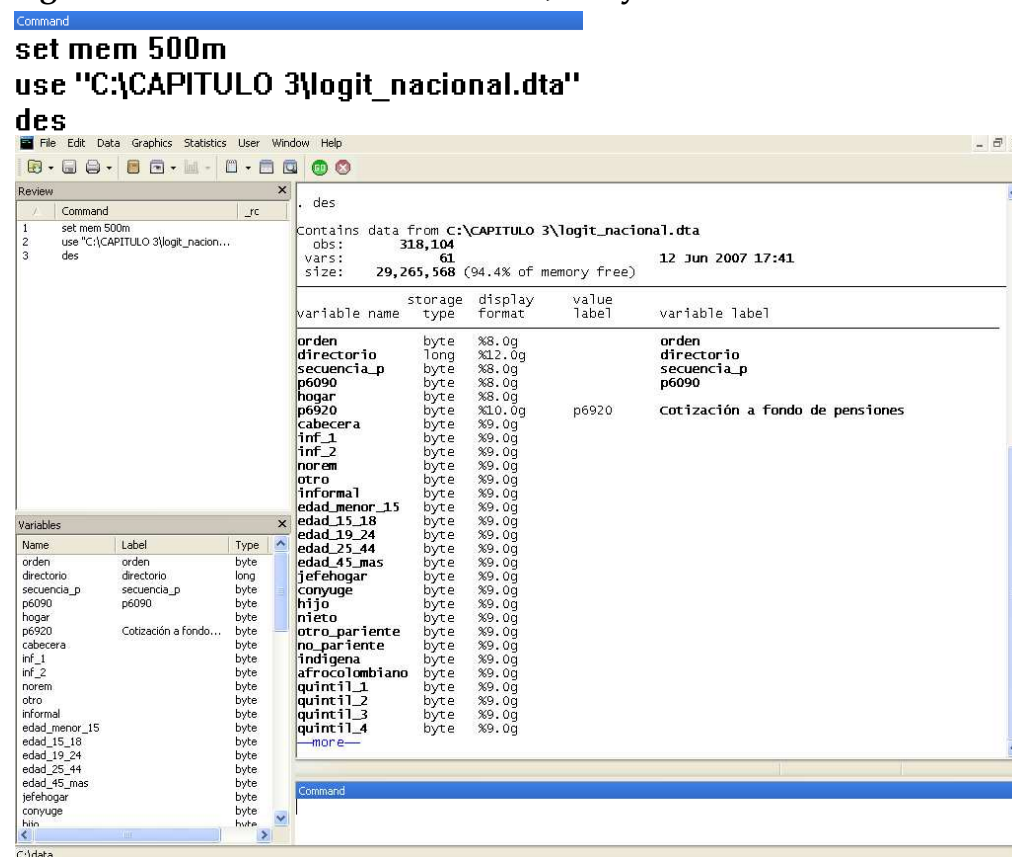 Command
set mem 500m
use "C:\CAPITULO 3\logit_nacional.dta"
des
File Edit Data Graphics Statistics User Window Help
GO
Review
Command _rc
1 set mem 500m
2 use "C:\CAPITULO 3\logit_nacion...
3 des
Variables
Name Label Type
orden orden byte
directorio directorio long
secuencia_p secuencia_p byte
p6090 p6090 byte
hogar byte
p6920 Cotización a fondo... byte
cabecera byte
inf_1 byte
inf_2 byte
norem byte
otro byte
informal byte
edad_menor_15 byte
edad_15_18 byte
edad_19_24 byte
edad_25_44 byte
edad_45_mas byte
jefehogar byte
conyuge byte
hijo byte
. des
Contains data from C:\CAPITULO 3\logit_nacional.dta
obs: 318,104
vars: 61 12 Jun 2007 17:41
size: 29,265,568 (94.4% of memory free)
storage display value
variable name type format label variable label
orden byte %8.0g orden
directorio long %12.0g directorio
secuencia_p byte %8.0g secuencia_p
p6090 byte %8.0g p6090
hogar byte %8.0g
p6920 byte %10.0g p6920 Cotización a fondo de pensiones
cabecera byte %9.0g
inf_1 byte %9.0g
inf_2 byte %9.0g
norem byte %9.0g
otro byte %9.0g
informal byte %9.0g
edad_menor_15 byte %9.0g
edad_15_18 byte %9.0g
edad_19_24 byte %9.0g
edad_25_44 byte %9.0g
edad_45_mas byte %9.0g
jefehogar byte %9.0g
conyuge byte %9.0g
hijo byte %9.0g
nieto byte %9.0g
otro_pariente byte %9.0g
no_pariente byte %9.0g
indigena byte %9.0g
afrocolombiano byte %9.0g
quintil_1 byte %9.0g
quintil_2 byte %9.0g
quintil_3 byte %9.0g
quintil_4 byte %9.0g
—more—
Command
C:\data